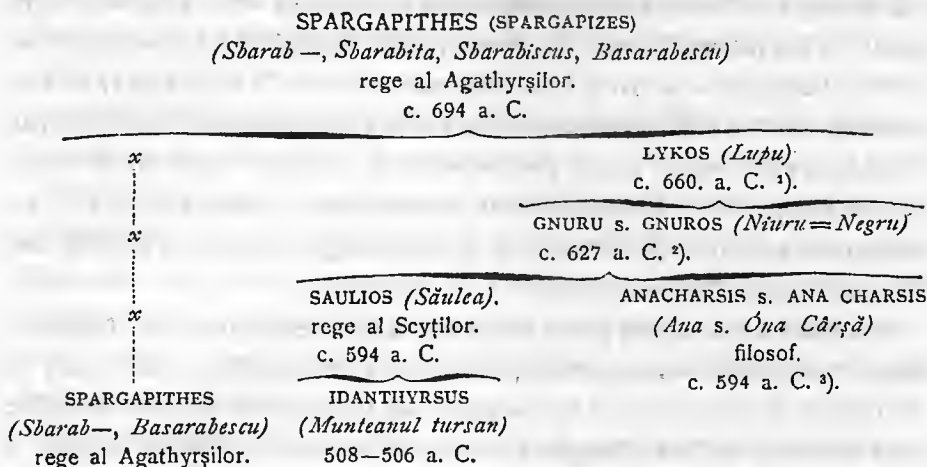 SPARGAPITHES (SPARGAPIZES)
(Sbarab —, Sbarabita, Sbarabiscus, Basarabescu)
rege al Agathyrşilor.
c. 694 a. C.
x
LYKOS (Lupu)
c. 660. a. C. ¹).
x
GNURU s. GNUROS (Niuru=Negru)
c. 627 a. C. ²).
x
SAULIOS (Săulea).
rege al Scyţilor.
c. 594 a. C.
ANACHARSIS s. ANA CHARSIS
(Ana s. Óna Cârşă)
filosof.
c. 594 a. C. ³).
SPARGAPITHES
(Sbarab—, Basarabescu)
rege al Agathyrşilor.
IDANTHYRSUS
(Munteanul tursan)
508—506 a. C.